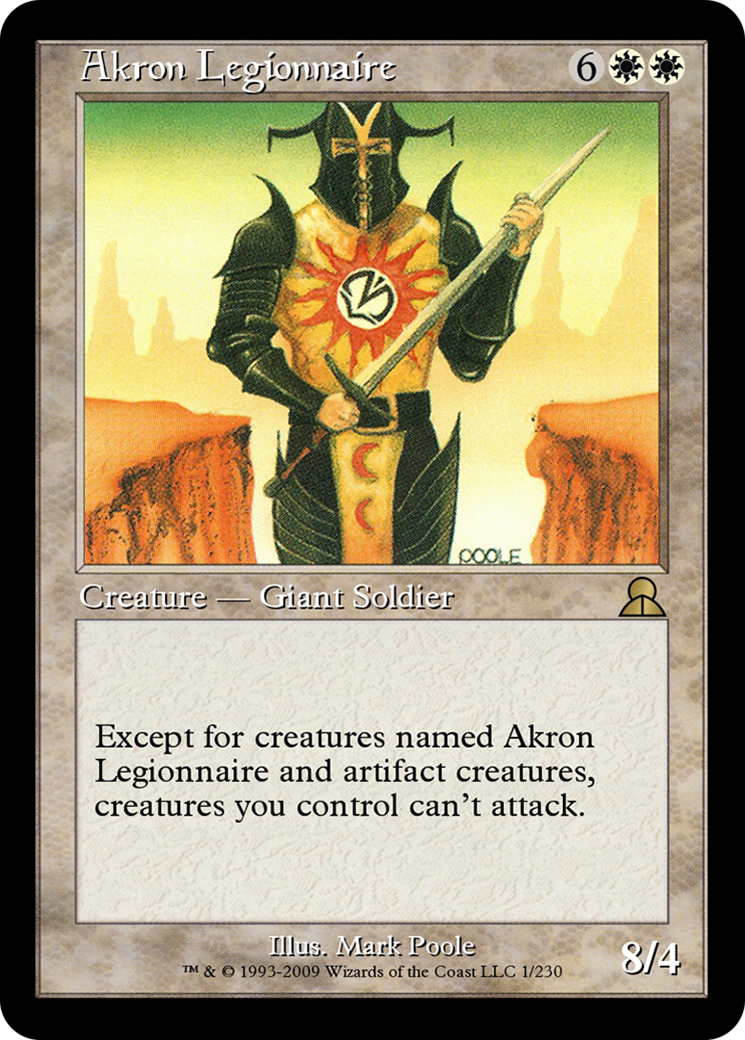 Akron Legionnaire 6
POOLE
Creature — Giant Soldier
Except for creatures named Akron
Legionnaire and artifact creatures,
creatures you control can't attack.
Illus. Mark Poole
™ & © 1993-2009 Wizards of the Coast LLC 1/230
8/4